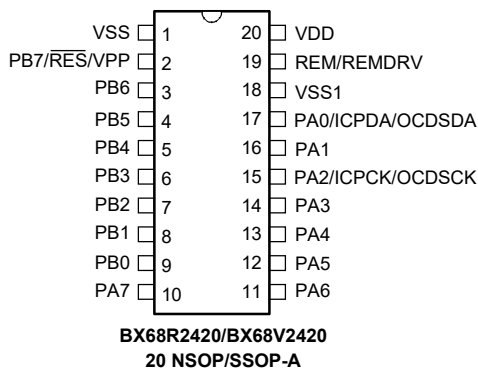 VSS 1 20 VDD
PB7/RES/VPP 2 19 REM/REMDRV
PB6 3 18 VSS1
PB5 4 17 PA0/ICPDA/OCDSDA
PB4 5 16 PA1
PB3 6 15 PA2/ICPCK/OCDSCK
PB2 7 14 PA3
PB1 8 13 PA4
PB0 9 12 PA5
PA7 10 11 PA6
BX68R2420/BX68V2420
20 NSOP/SSOP-A